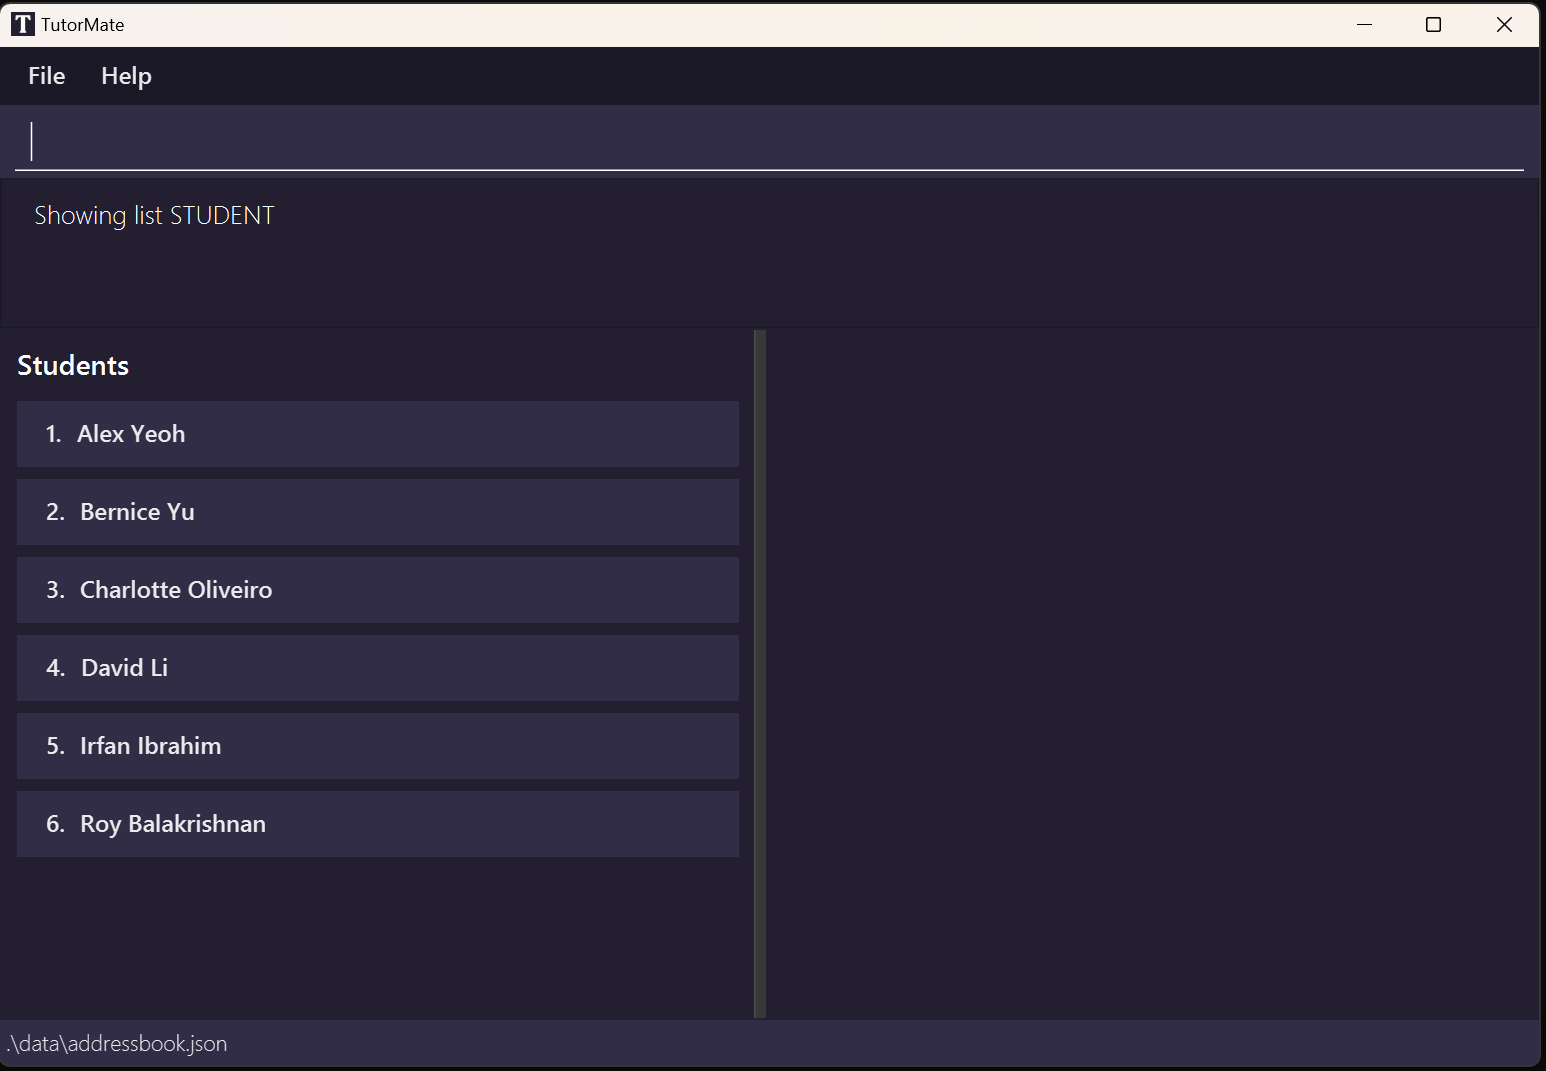 T TutorMate
File Help
Showing list STUDENT
Students
1. Alex Yeoh
2. Bernice Yu
3. Charlotte Oliveiro
4. David Li
5. Irfan Ibrahim
6. Roy Balakrishnan
.\data\addressbook.json